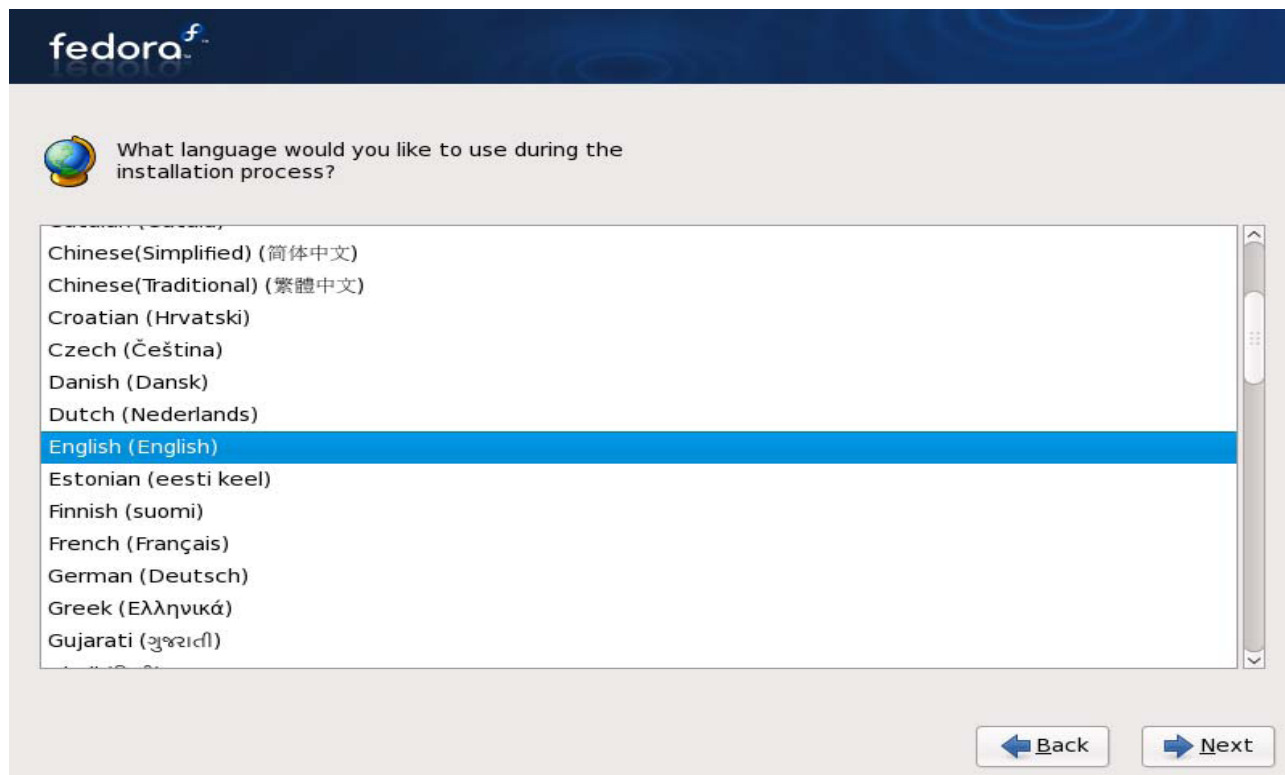 fedora
What language would you like to use during the
installation process?
Chinese(Simplified) (简体中文)
Chinese(Traditional) (繁體中文)
Croatian (Hrvatski)
Czech (Čeština)
Danish (Dansk)
Dutch (Nederlands)
English (English)
Estonian (eesti keel)
Finnish (suomi)
French (Français)
German (Deutsch)
Greek (Ελληνικά)
Gujarati (ગુજરાતી)
Back
Next